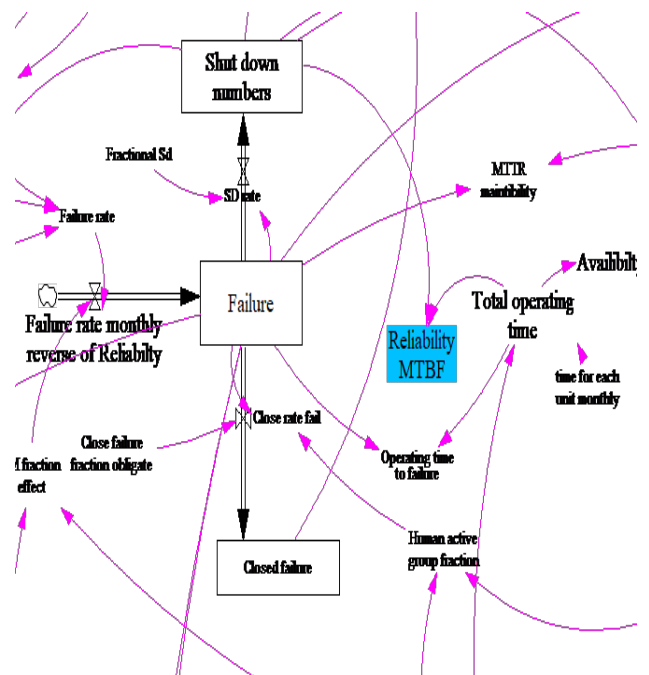 Shut down
numbers
Fractional Sd
SD rate
MTTR
maintibility
Failure rate
Availibilty
Failure
Total operating
time
Failure rate monthly
reverse of Reliabilty
Reliability
MTBF
time for each
unit monthly
Close rate fail
Close failure
fraction obligate
fraction
effect
Operating time
to failure
Human active
group fraction
Closed failure